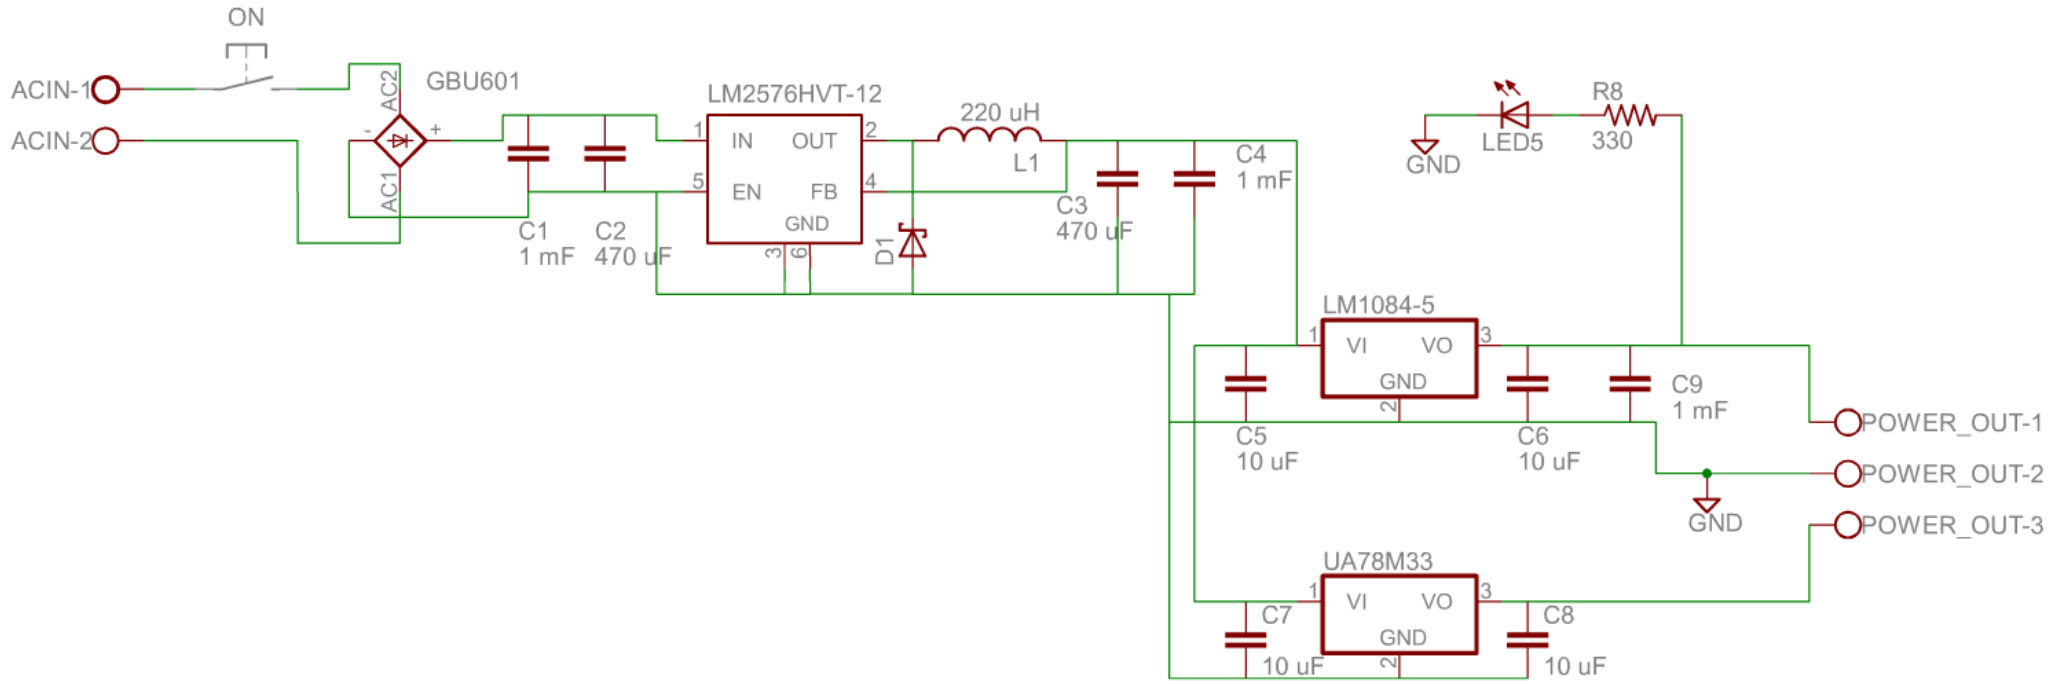 ON
ACIN-1
ACIN-2
AC2
AC1
-
+
GBU601
C1
1 mF
C2
470 uF
LM2576HVT-12
1
IN
OUT
2
5
EN
FB
4
GND
3
6
220 uH
L1
D1
C3
470 uF
C4
1 mF
GND
LED5
R8
330
LM1084-5
1
VI
VO
3
GND
2
C5
10 uF
C6
10 uF
C9
1 mF
POWER_OUT-1
POWER_OUT-2
POWER_OUT-3
GND
UA78M33
1
VI
VO
3
GND
2
C7
10 uF
C8
10 uF